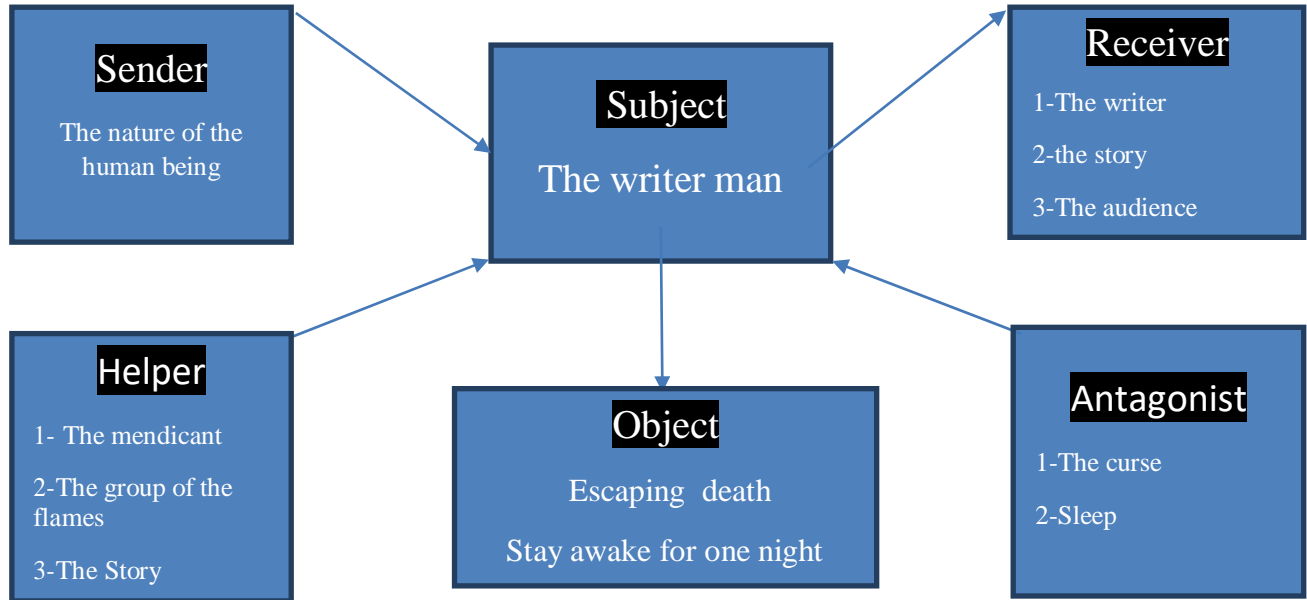 Sender
The nature of the
human being
Subject
The writer man
Receiver
1-The writer
2-the story
3-The audience
Helper
1- The mendicant
2-The group of the
flames
3-The Story
Object
Escaping death
Stay awake for one night
Antagonist
1-The curse
2-Sleep